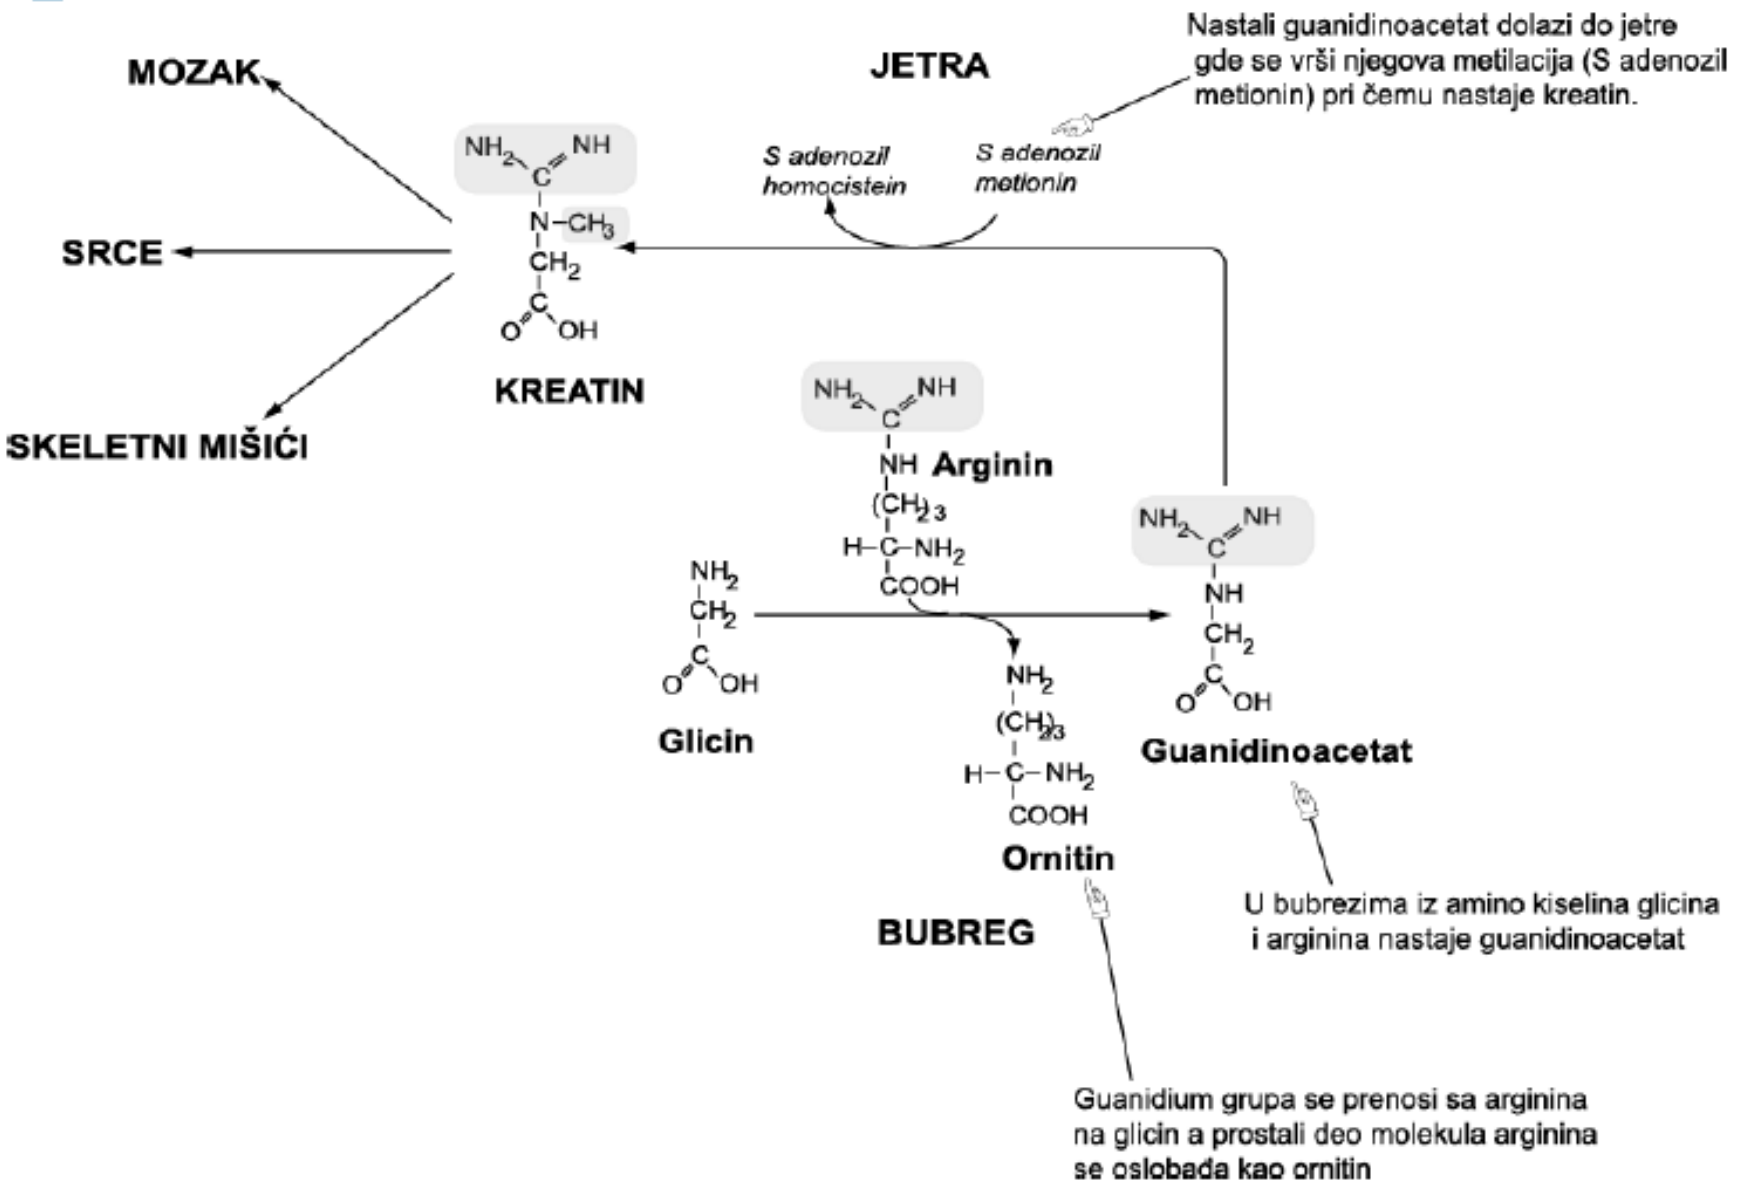 Nastali guanidinoacetat dolazi do jetre
gde se vrši njegova metilacija (S adenozil
metionin) pri čemu nastaje kreatin.
JETRA
MOZAK
S adenozil
homocistein
S adenozil
metionin
NH2
NH
C
N-CH3
CH2
C
O
OH
KREATIN
SRCE
SKELETNI MIŠIĆI
NH2
NH
C
NH
Arginin
(CH2)3
H-C-NH2
COOH
NH2
CH2
C
O
OH
Glicin
NH2
(CH2)3
H-C-NH2
COOH
Ornitin
NH2
NH
C
NH
CH2
C
O
OH
Guanidinoacetat
BUBREG
U bubrezima iz amino kiselina glicina
i arginina nastaje guanidinoacetat
Guanidium grupa se prenosi sa arginina
na glicin a prostali deo molekula arginina
se oslobađa kao ornitin